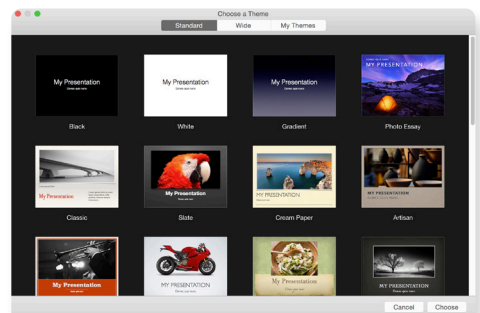 Choose a Theme
Standard Wide My Themes
My Presentation
My Presentation
My Presentation
MY PRESENTATION
Black White Gradient Photo Essay
My Presentation
My Presentation
MY PRESENTATION
MY PRESENTATION
Classic Slate Cream Paper Artisan
My Presentation
MY PRESENTATION
My Presentation
MY PRESENTATION
Cancel Choose